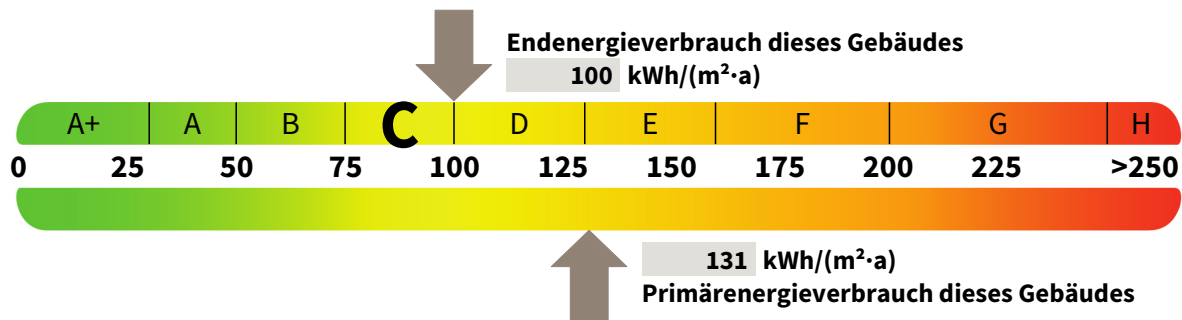 Endenergieverbrauch dieses Gebäudes
100 kWh/(m²·a)
A+ A B C D E F G H
0 25 50 75 100 125 150 175 200 225 >250
131 kWh/(m²·a)
Primärenergieverbrauch dieses Gebäudes